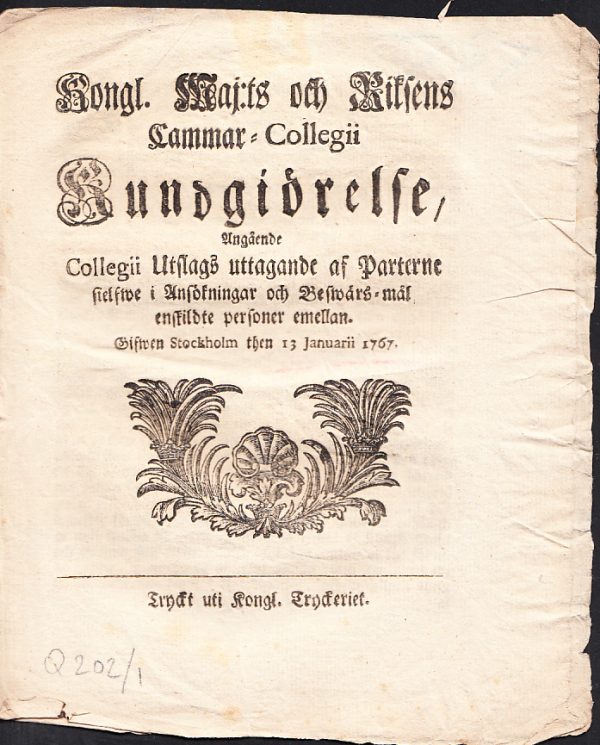 Kongl. Maj:ts och Riksens
Cammar-Collegii
Kundgiörelse,
Angående
Collegii Utslags uttagande af Parterne
sielfwe i Ansökningar och Beswärs-mål
enskildte personer emellan.
Gifwen Stockholm then 13 Januarii 1767.
Tryckt uti Kongl. Tryckeriet.
Q 202/1